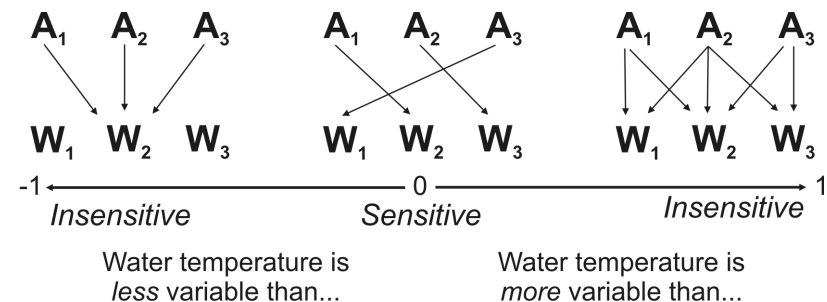 A1 A2 A3 A1 A2 A3 A1 A2 A3
W1 W2 W3 W1 W2 W3 W1 W2 W3
-1 0 1
Insensitive Sensitive Insensitive
Water temperature is Water temperature is
less variable than... more variable than...